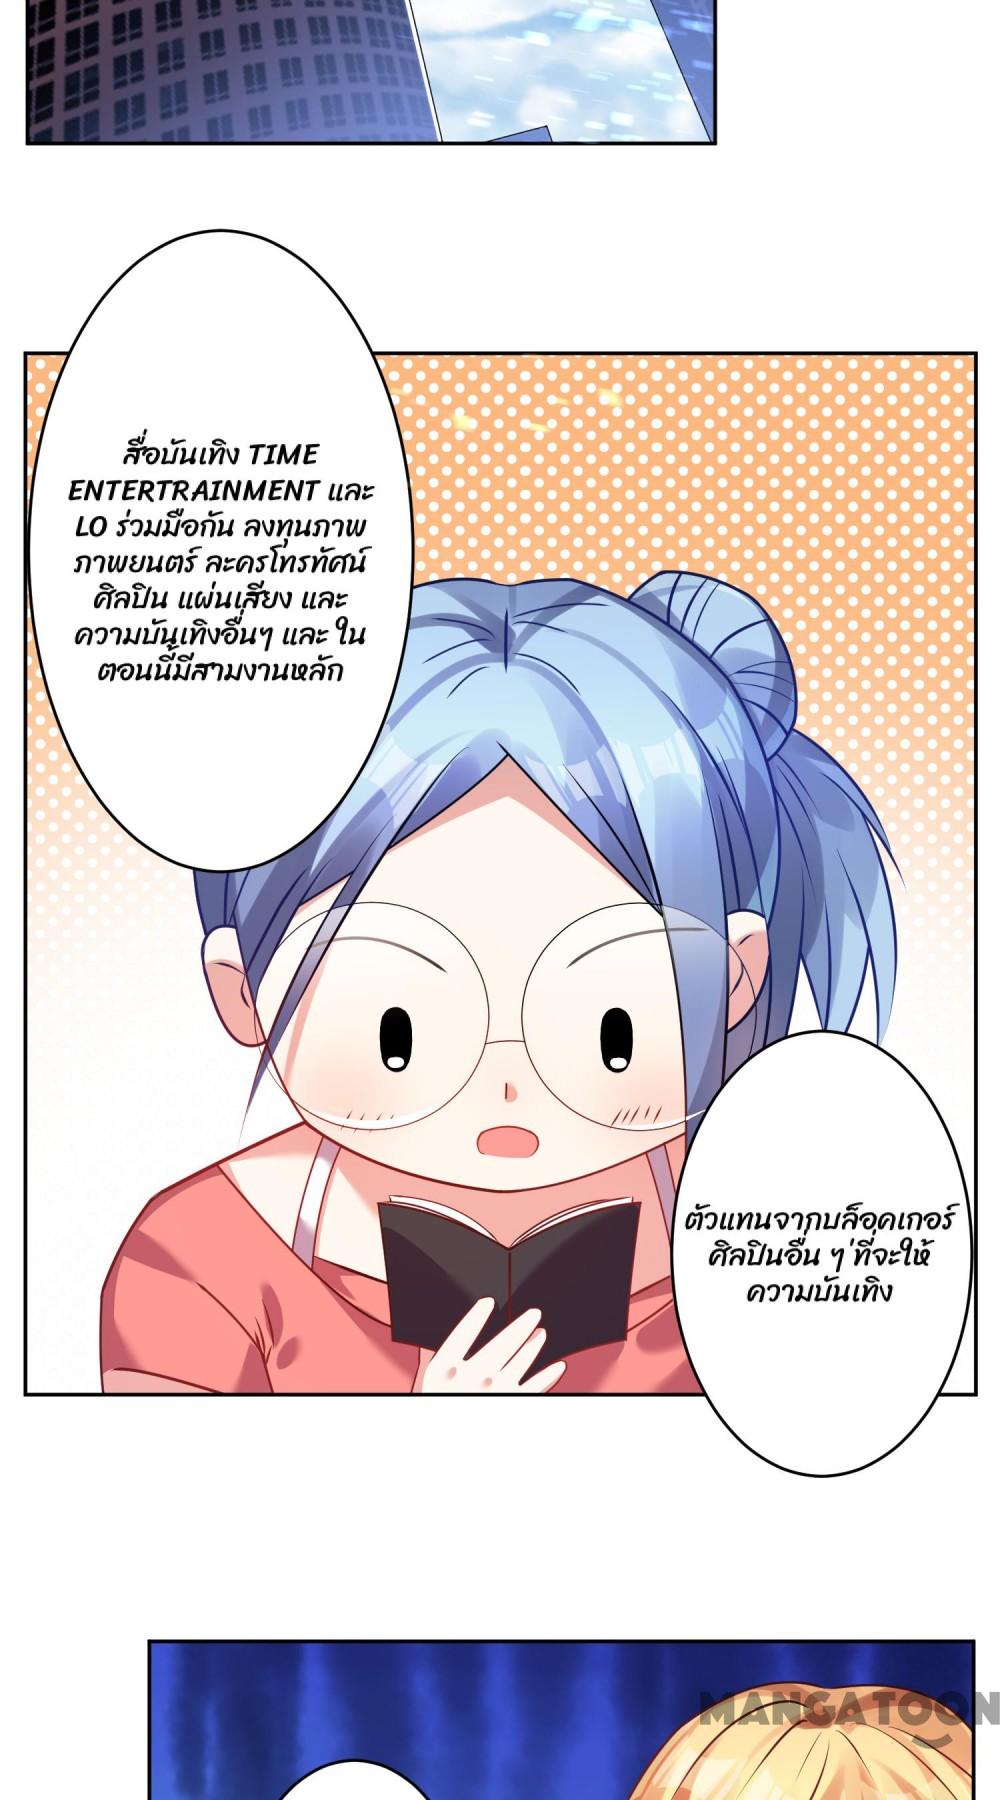 สื่อบันเทิง TIME
ENTERTRAINMENT และ
LO ร่วมมือกัน ลงทุนภาพ
ภาพยนตร์ ละครโทรทัศน์
ศิลปิน แผ่นเสียง และ
ความบันเทิงอื่นๆ และ ใน
ตอนนี้มีสามงานหลัก
ตัวแทนจากบล็อคเกอร์
ศิลปินอื่น ๆ ที่จะให้
ความบันเทิง
MANGATOON